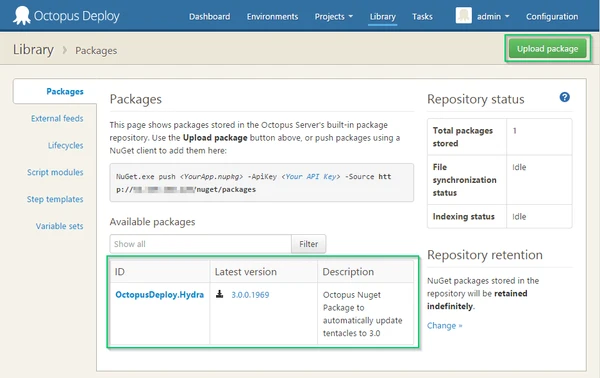 Octopus Deploy
Dashboard Environments Projects Library Tasks admin Configuration
Library Packages
Upload package
Packages
External feeds
Lifecycles
Script modules
Step templates
Variable sets
Packages
This page shows packages stored in the Octopus Server's built-in package
repository. Use the Upload package button above, or push packages using a
NuGet client to add them here:
NuGet.exe push <YourApp.nupkg> -ApiKey <Your API Key> -Source htt
p:// /nuget/packages
Available packages
Show all Filter
ID Latest version Description
OctopusDeploy.Hydra 3.0.0.1969 Octopus Nuget
Package to
automatically update
tentacles to 3.0
Repository status ?
Total packages 1
stored
File Idle
synchronization
status
Indexing status Idle
Repository retention
NuGet packages stored in the
repository will be retained
indefinitely.
Change »